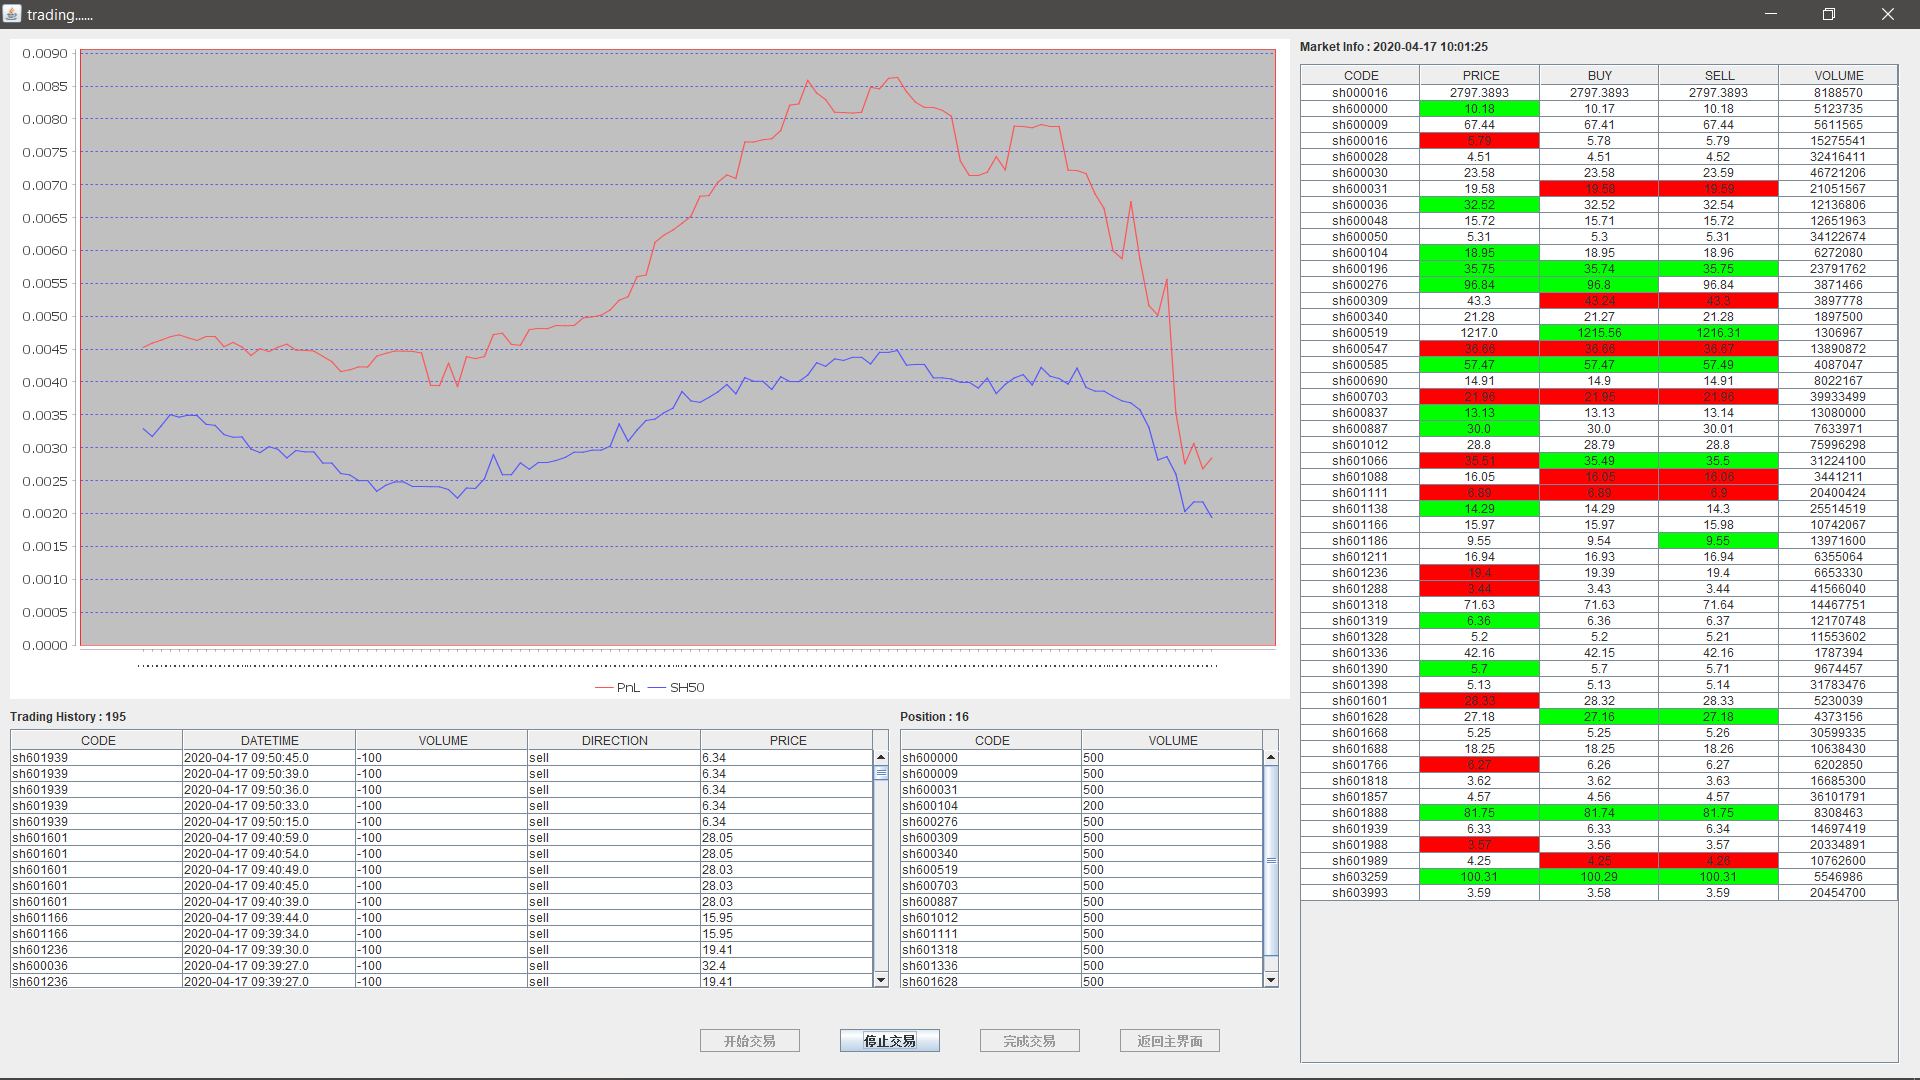 trading......
0.0090
0.0085
0.0080
0.0075
0.0070
0.0065
0.0060
0.0055
0.0050
0.0045
0.0040
0.0035
0.0030
0.0025
0.0020
0.0015
0.0010
0.0005
0.0000
PnL SH50
Trading History : 195
CODE DATETIME VOLUME DIRECTION PRICE
sh601939 2020-04-17 09:50:45.0 -100 sell 6.34
sh601939 2020-04-17 09:50:39.0 -100 sell 6.34
sh601939 2020-04-17 09:50:36.0 -100 sell 6.34
sh601939 2020-04-17 09:50:33.0 -100 sell 6.34
sh601939 2020-04-17 09:50:15.0 -100 sell 6.34
sh601601 2020-04-17 09:40:59.0 -100 sell 28.05
sh601601 2020-04-17 09:40:54.0 -100 sell 28.05
sh601601 2020-04-17 09:40:49.0 -100 sell 28.03
sh601601 2020-04-17 09:40:45.0 -100 sell 28.03
sh601601 2020-04-17 09:40:39.0 -100 sell 28.03
sh601166 2020-04-17 09:39:44.0 -100 sell 15.95
sh601166 2020-04-17 09:39:34.0 -100 sell 15.95
sh601236 2020-04-17 09:39:30.0 -100 sell 19.41
sh600036 2020-04-17 09:39:27.0 -100 sell 32.4
sh601236 2020-04-17 09:39:27.0 -100 sell 19.41
Position : 16
CODE VOLUME
sh600000 500
sh600009 500
sh600031 500
sh600104 200
sh600276 500
sh600309 500
sh600340 500
sh600519 500
sh600703 500
sh600887 500
sh601012 500
sh601111 500
sh601318 500
sh601336 500
sh601628 500
开始交易 停止交易 完成交易 返回主界面
Market Info : 2020-04-17 10:01:25
CODE PRICE BUY SELL VOLUME
sh000016 2797.3893 2797.3893 2797.3893 8188570
sh600000 10.18 10.17 10.18 5123735
sh600009 67.44 67.41 67.44 5611565
sh600016 5.79 5.78 5.79 15275541
sh600028 4.51 4.51 4.52 32416411
sh600030 23.58 23.58 23.59 46721206
sh600031 19.58 19.58 19.59 21051567
sh600036 32.52 32.52 32.54 12136806
sh600048 15.72 15.71 15.72 12651963
sh600050 5.31 5.3 5.31 34122674
sh600104 18.95 18.95 18.96 6272080
sh600196 35.75 35.74 35.75 23791762
sh600276 96.84 96.8 96.84 3871466
sh600309 43.3 43.24 43.3 3897778
sh600340 21.28 21.27 21.28 1897500
sh600519 1217.0 1215.56 1216.31 1306967
sh600547 36.66 36.66 36.67 13890872
sh600585 57.47 57.47 57.49 4087047
sh600690 14.91 14.9 14.91 8022167
sh600703 21.96 21.95 21.96 39933499
sh600837 13.13 13.13 13.14 13080000
sh600887 30.0 30.0 30.01 7633971
sh601012 28.8 28.79 28.8 75996298
sh601066 35.51 35.49 35.5 31224100
sh601088 16.05 16.05 16.06 3441211
sh601111 6.89 6.89 6.9 20400424
sh601138 14.29 14.29 14.3 25514519
sh601166 15.97 15.97 15.98 10742067
sh601186 9.55 9.54 9.55 13971600
sh601211 16.94 16.93 16.94 6355064
sh601236 19.4 19.39 19.4 6653330
sh601288 3.44 3.43 3.44 41566040
sh601318 71.63 71.63 71.64 14467751
sh601319 6.36 6.36 6.37 12170748
sh601328 5.2 5.2 5.21 11553602
sh601336 42.16 42.15 42.16 1787394
sh601390 5.7 5.7 5.71 9674457
sh601398 5.13 5.13 5.14 31783476
sh601601 28.33 28.32 28.33 5230039
sh601628 27.18 27.16 27.18 4373156
sh601668 5.25 5.25 5.26 30599335
sh601688 18.25 18.25 18.26 10638430
sh601766 6.27 6.26 6.27 6202850
sh601818 3.62 3.62 3.63 16685300
sh601857 4.57 4.56 4.57 36101791
sh601888 81.75 81.74 81.75 8308463
sh601939 6.33 6.33 6.34 14697419
sh601988 3.57 3.56 3.57 20334891
sh601989 4.25 4.25 4.26 10762600
sh603259 100.31 100.29 100.31 5546986
sh603993 3.59 3.58 3.59 20454700